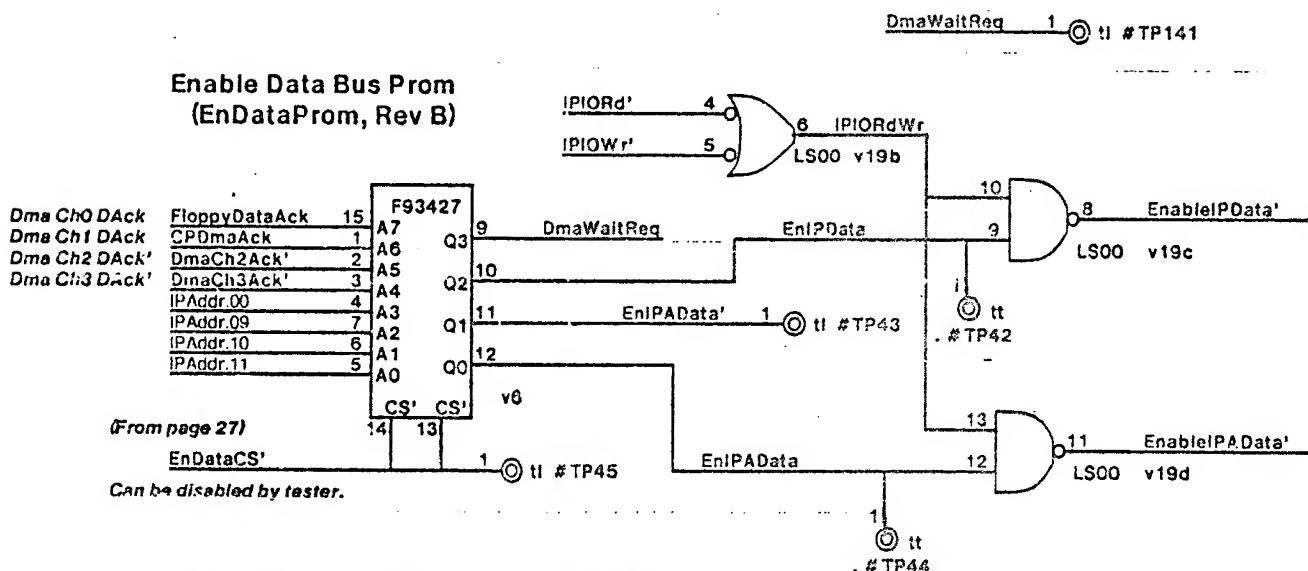 DmaWaitReq 1 tl #TP141
Enable Data Bus Prom
(EnDataProm, Rev B)
IPIORd' 4
IPIOWr' 5
6 IPIORdWr
LS00 v19b
F93427
Dma Ch0 DAck FloppyDataAck 15 A7
Dma Ch1 DAck CPDmaAck 1 A6
Dma Ch2 DAck' DmaCh2Ack' 2 A5
Dma Ch3 DAck' DmaCh3Ack' 3 A4
IPAddr.00 4 A3
IPAddr.09 7 A2
IPAddr.10 6 A1
IPAddr.11 5 A0
Q3 9 DmaWaitReq
Q2 10 EnIPData
Q1 11 EnIPAData' 1 tl #TP43
Q0 12
v6
CS' CS'
14 13
10
9
8 EnableIPData'
LS00 v19c
tt
#TP42
(From page 27)
EnDataCS' 1 tl #TP45
Can be disabled by tester.
EnIPAData
13
12
11 EnableIPAData'
LS00 v19d
1
tt
#TP44